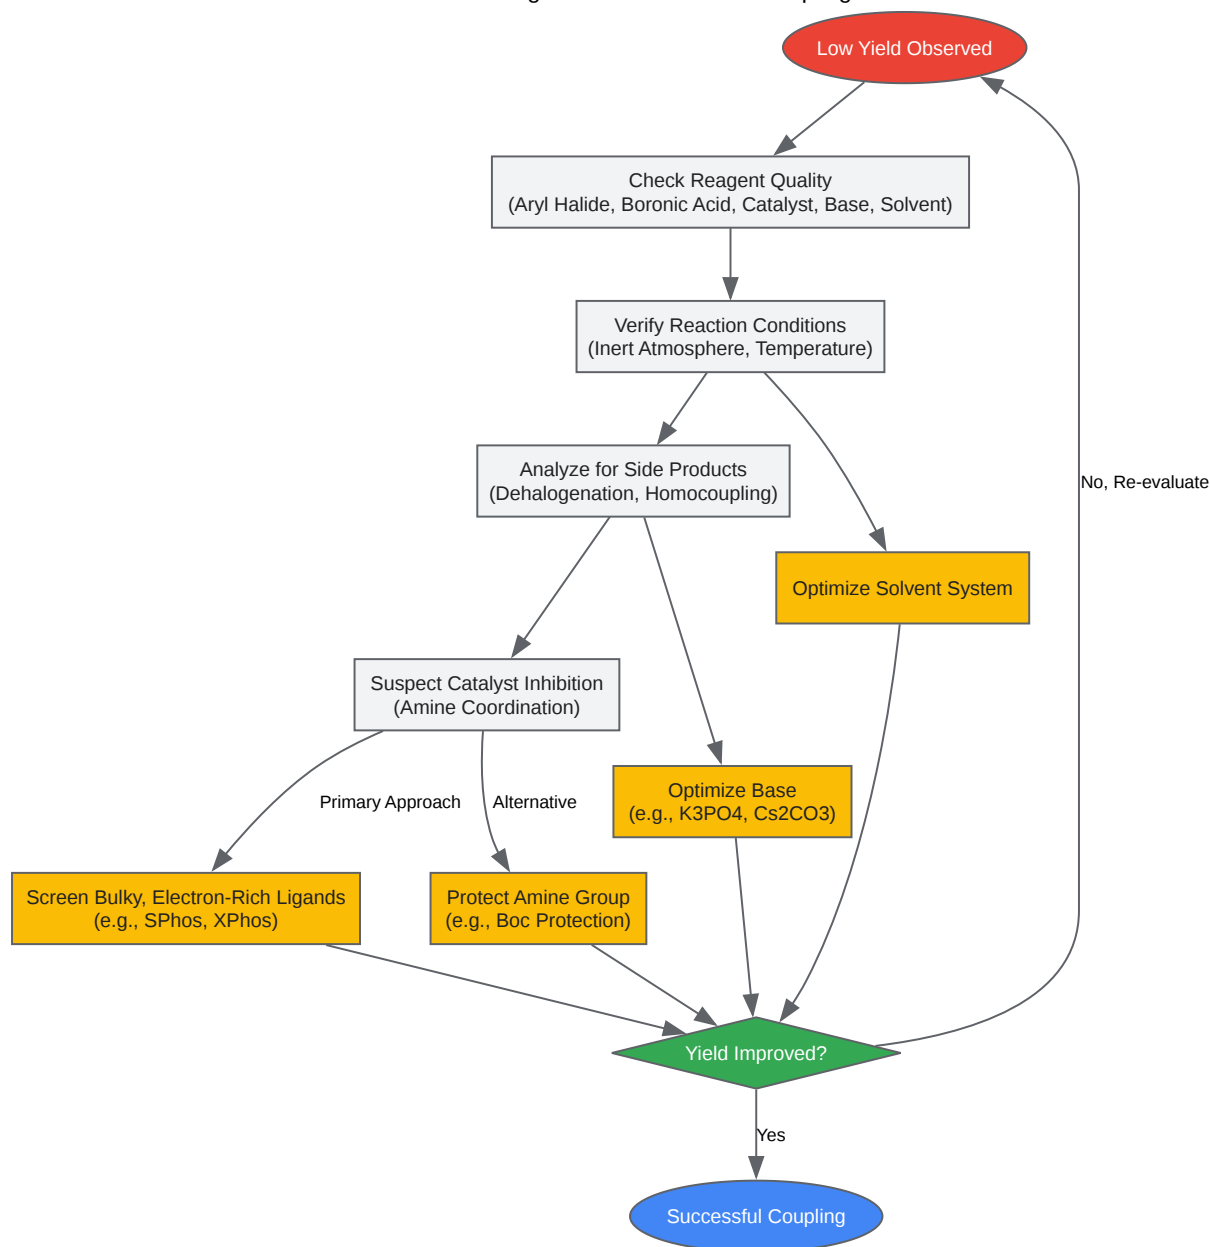 Low Yield Observed
Check Reagent Quality
(Aryl Halide, Boronic Acid, Catalyst, Base, Solvent)
Verify Reaction Conditions
(Inert Atmosphere, Temperature)
Analyze for Side Products
(Dehalogenation, Homocoupling)
No, Re-evaluate
Optimize Solvent System
Suspect Catalyst Inhibition
(Amine Coordination)
Primary Approach
Alternative
Optimize Base
(e.g., K3PO4, Cs2CO3)
Screen Bulky, Electron-Rich Ligands
(e.g., SPhos, XPhos)
Protect Amine Group
(e.g., Boc Protection)
Yield Improved?
Yes
Successful Coupling